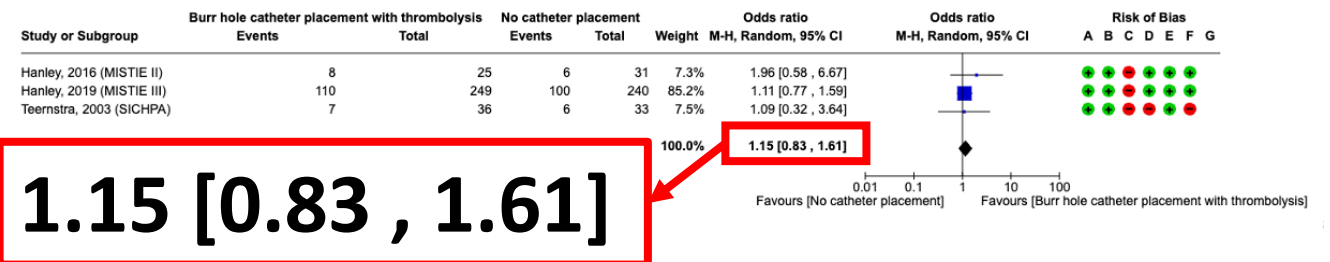 Burr hole catheter placement with thrombolysis No catheter placement Odds ratio Odds ratio Risk of Bias
Study or Subgroup Events Total Events Total Weight M-H, Random, 95% CI M-H, Random, 95% CI A B C D E F G
Hanley, 2016 (MISTIE II) 8 25 6 31 7.3% 1.96 [0.58 , 6.67] + + - + + +
Hanley, 2019 (MISTIE III) 110 249 100 240 85.2% 1.11 [0.77 , 1.59] + + - + + +
Teernstra, 2003 (SICHPA) 7 36 6 33 7.5% 1.09 [0.32 , 3.64] + + - - + -
100.0% 1.15 [0.83 , 1.61]
1.15 [0.83 , 1.61]
0.01 0.1 1 10 100
Favours [No catheter placement] Favours [Burr hole catheter placement with thrombolysis]